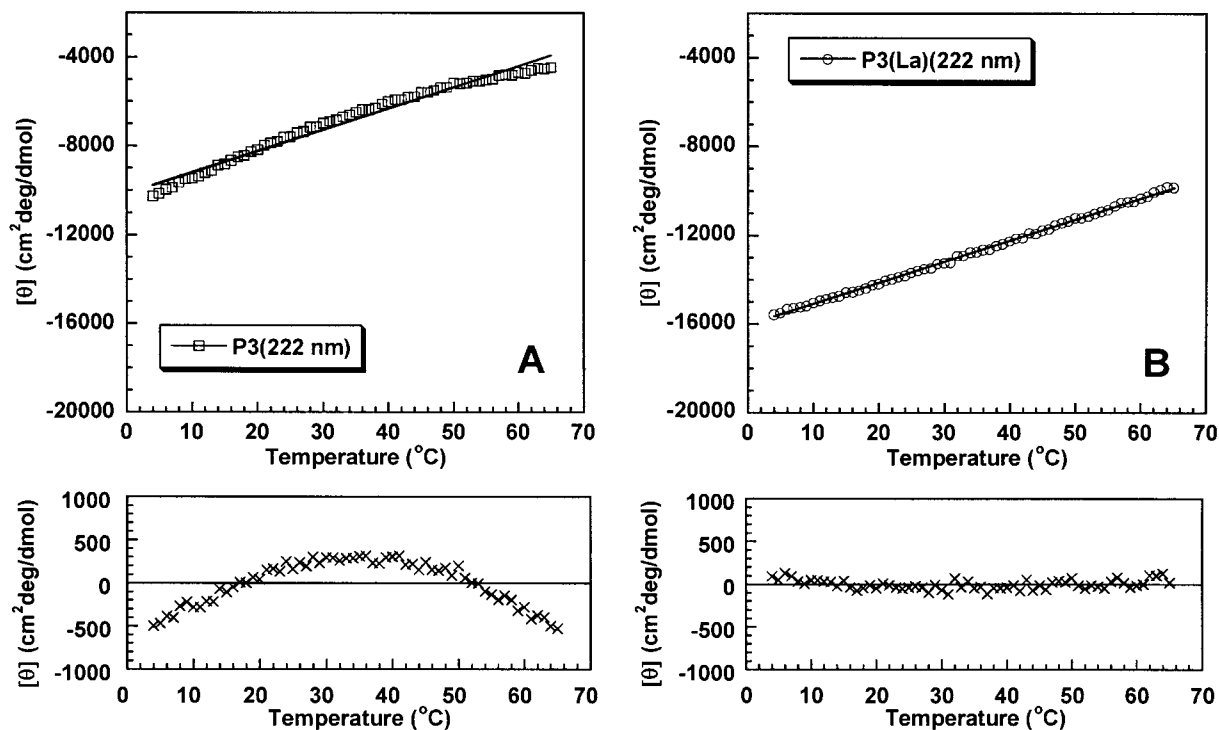 -4000
-8000
-12000
-16000
-20000
[θ] (cm²deg/dmol)
P3(222 nm)
A
0 10 20 30 40 50 60 70
Temperature (°C)
-4000
-8000
-12000
-16000
-20000
[θ] (cm²deg/dmol)
P3(La)(222 nm)
B
0 10 20 30 40 50 60 70
Temperature (°C)
1000
500
0
-500
-1000
[θ] (cm²deg/dmol)
0 10 20 30 40 50 60 70
Temperature (°C)
1000
500
0
-500
-1000
[θ] (cm²deg/dmol)
0 10 20 30 40 50 60 70
Temperature (°C)